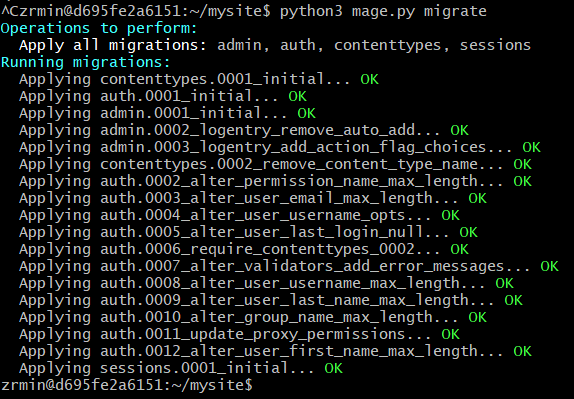 ^Czrmin@d695fe2a6151:~/mysite$ python3 mage.py migrate
Operations to perform:
  Apply all migrations: admin, auth, contenttypes, sessions
Running migrations:
  Applying contenttypes.0001_initial... OK
  Applying auth.0001_initial... OK
  Applying admin.0001_initial... OK
  Applying admin.0002_logentry_remove_auto_add... OK
  Applying admin.0003_logentry_add_action_flag_choices... OK
  Applying contenttypes.0002_remove_content_type_name... OK
  Applying auth.0002_alter_permission_name_max_length... OK
  Applying auth.0003_alter_user_email_max_length... OK
  Applying auth.0004_alter_user_username_opts... OK
  Applying auth.0005_alter_user_last_login_null... OK
  Applying auth.0006_require_contenttypes_0002... OK
  Applying auth.0007_alter_validators_add_error_messages... OK
  Applying auth.0008_alter_user_username_max_length... OK
  Applying auth.0009_alter_user_last_name_max_length... OK
  Applying auth.0010_alter_group_name_max_length... OK
  Applying auth.0011_update_proxy_permissions... OK
  Applying auth.0012_alter_user_first_name_max_length... OK
  Applying sessions.0001_initial... OK
zrmin@d695fe2a6151:~/mysite$